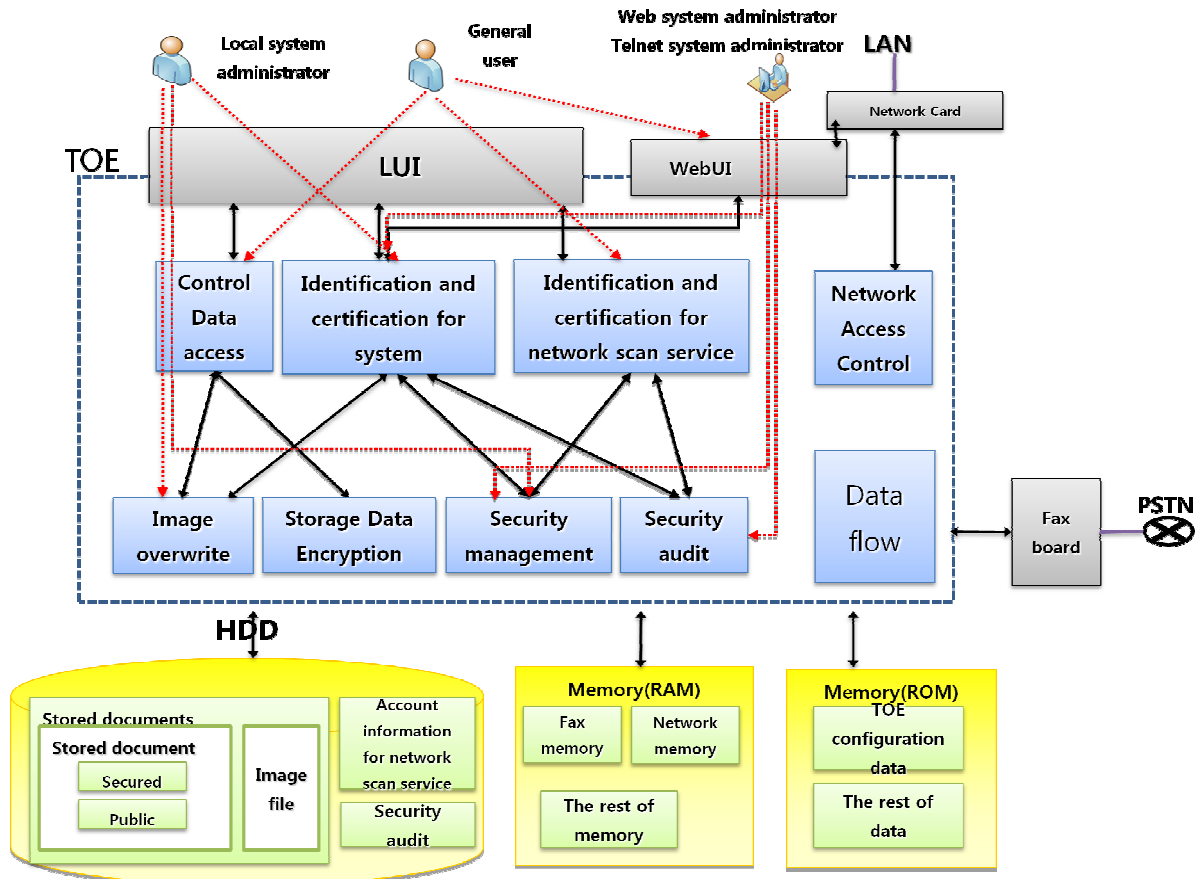 Local system
administrator
General
user
Web system administrator
Telnet system administrator
LAN
Network Card
TOE
LUI
WebUI
Control
Data
access
Identification and
certification for
system
Identification and
certification for
network scan service
Network
Access
Control
Image
overwrite
Storage Data
Encryption
Security
management
Security
audit
Data
flow
Fax
board
PSTN
HDD
Stored documents
Stored document
Secured
Public
Image
file
Account
information
for network
scan service
Security
audit
Memory(RAM)
Fax
memory
Network
memory
The rest of
memory
Memory(ROM)
TOE
configuration
data
The rest of
data